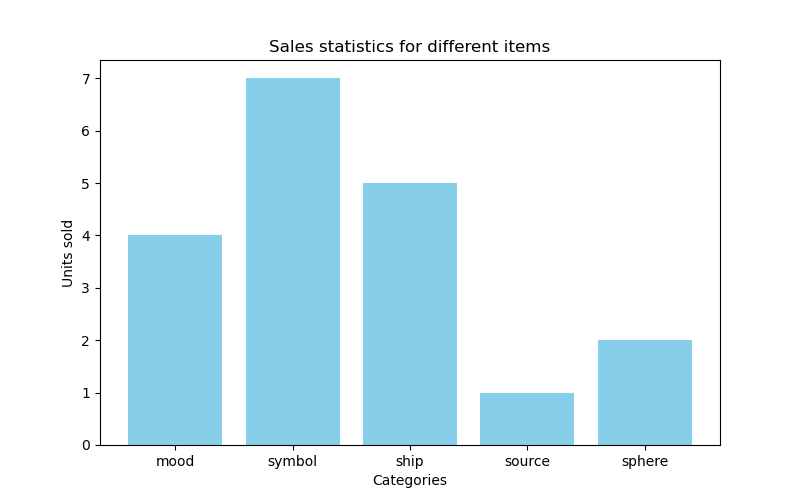 Sales statistics for different items
7
6
5
4
3
2
1
0
Units sold
mood symbol ship source sphere
Categories